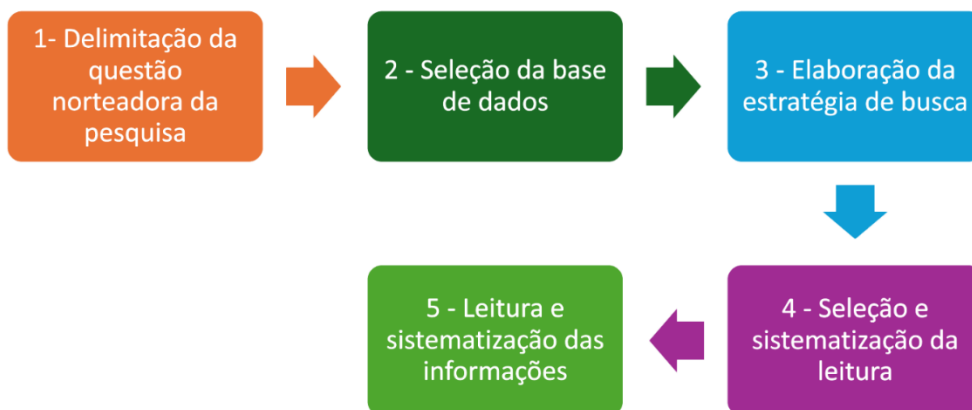 1- Delimitação da
questão
norteadora da
pesquisa
2 - Seleção da base
de dados
3 - Elaboração da
estratégia de busca
4 - Seleção e
sistematização da
leitura
5 - Leitura e
sistematização das
informações